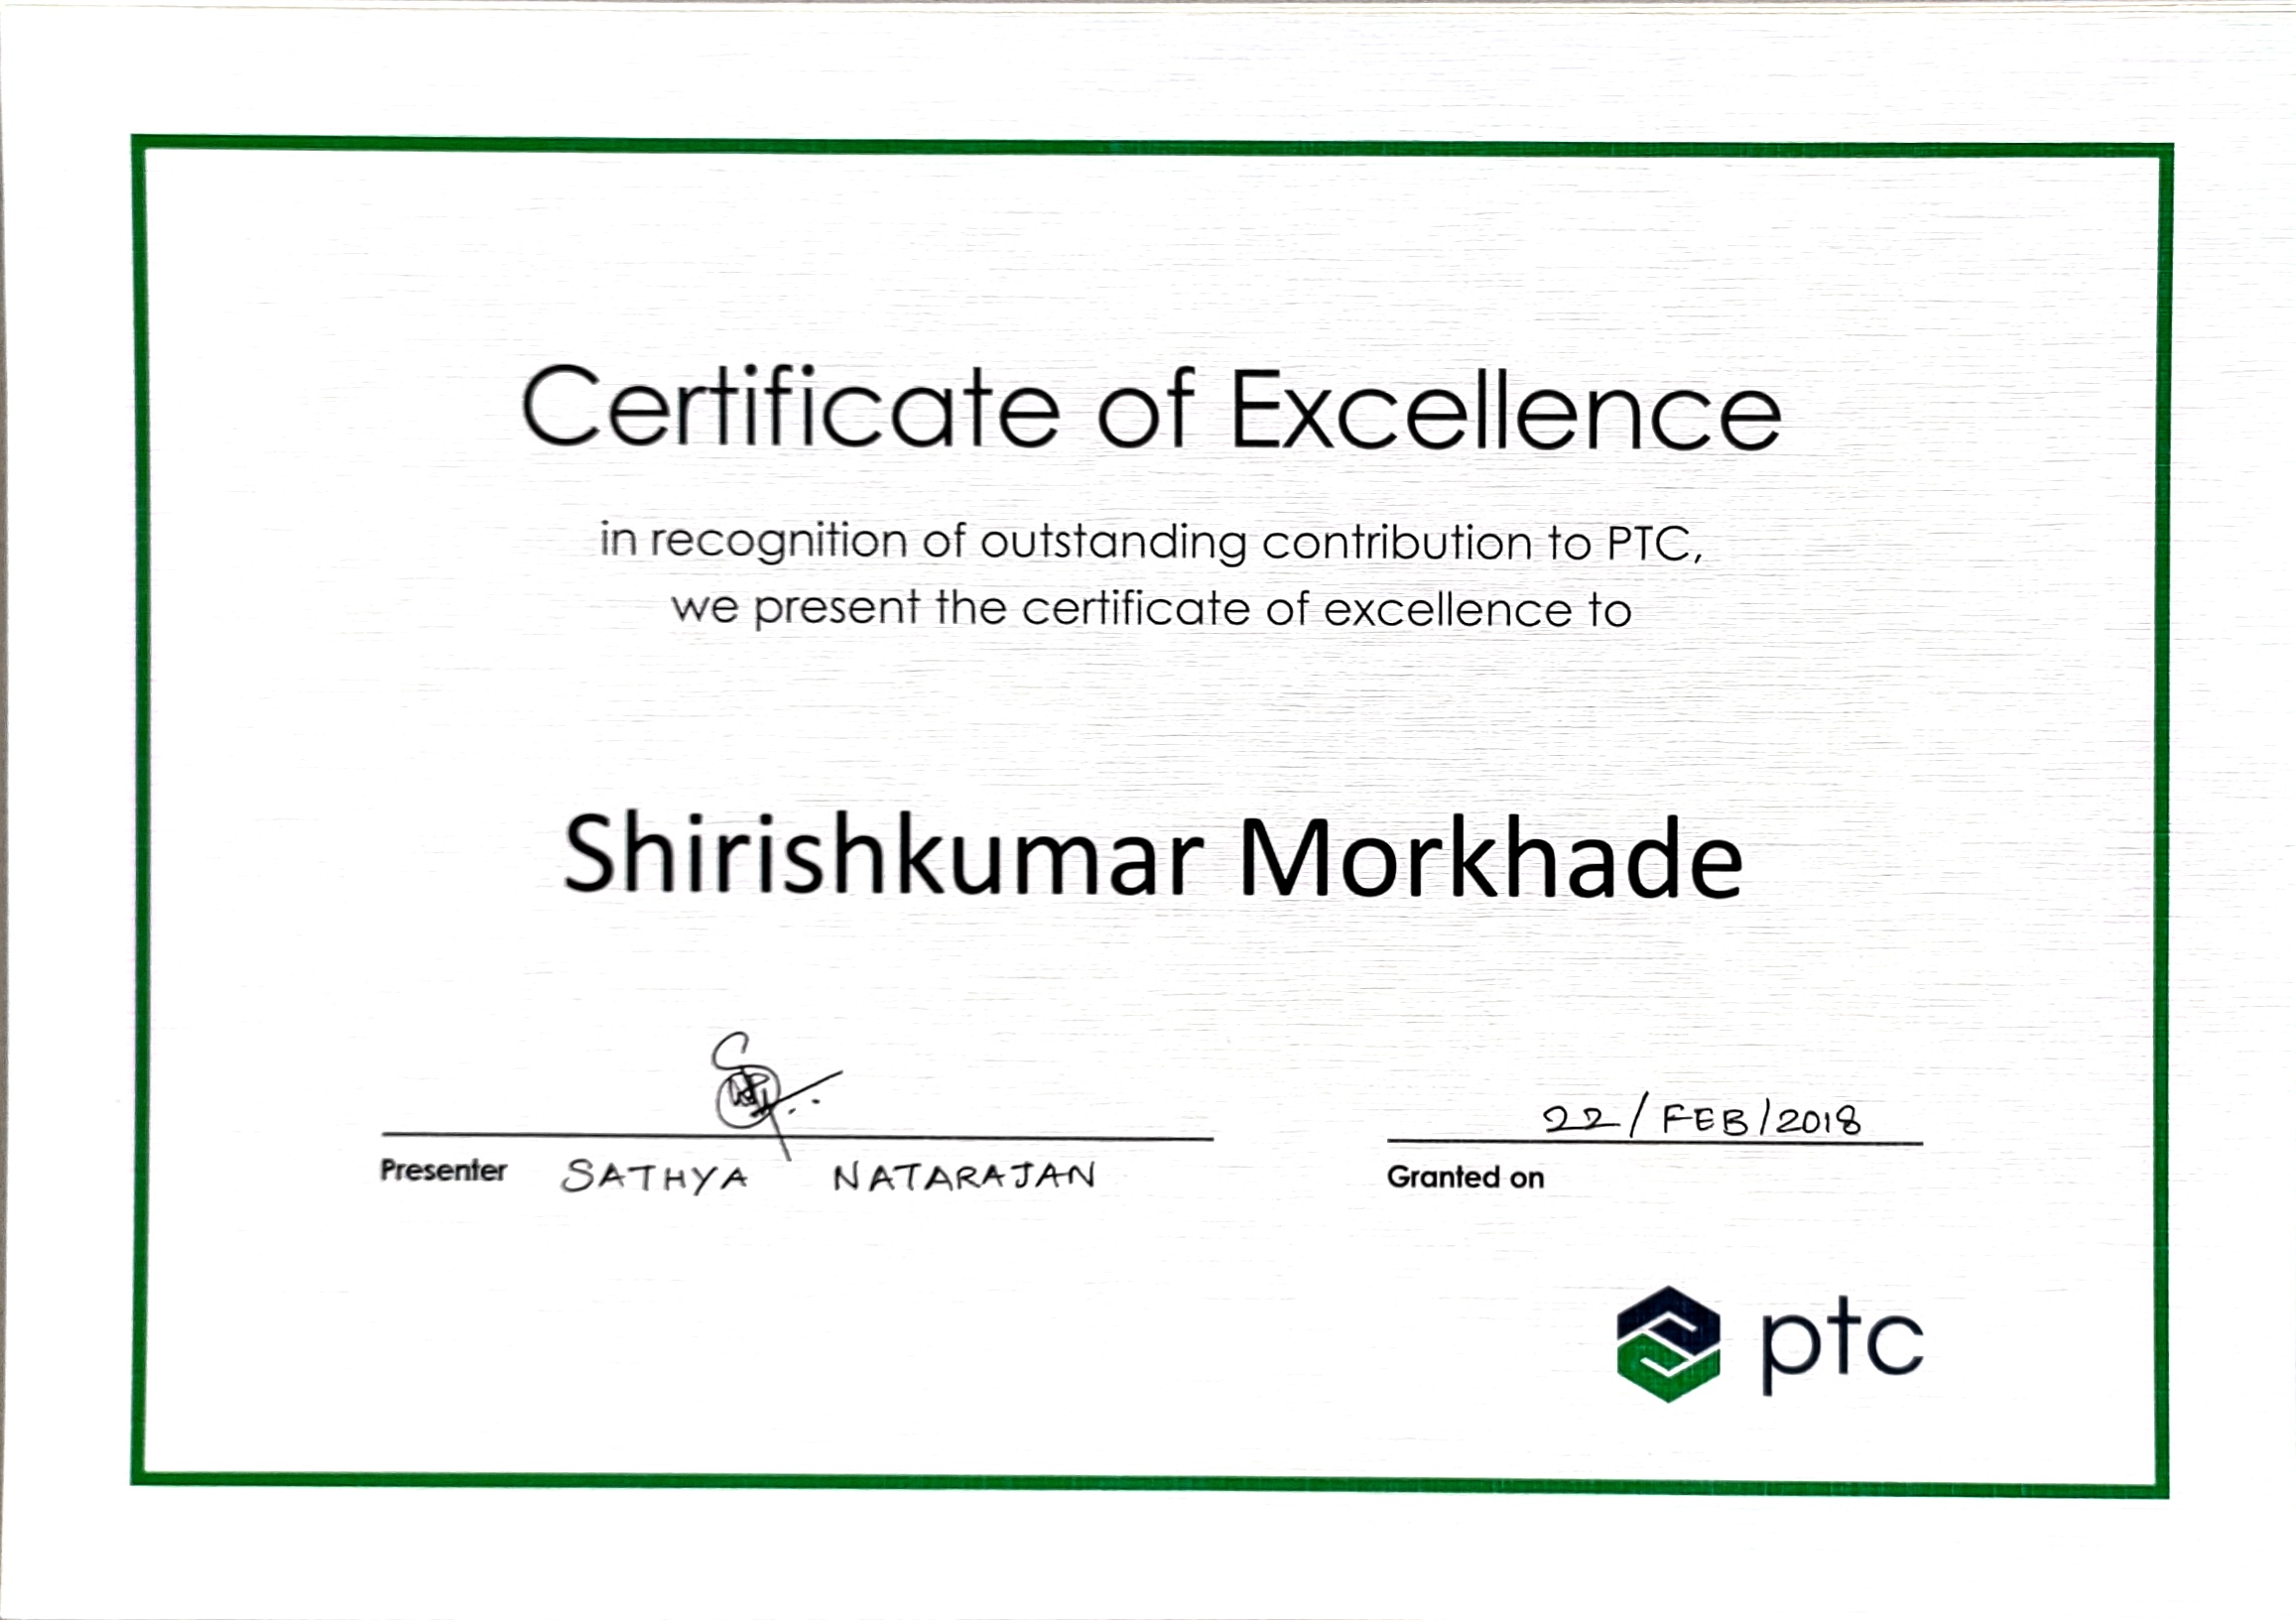 Certificate of Excellence
in recognition of outstanding contribution to PTC,
we present the certificate of excellence to
Shirishkumar Morkhade
22/FEB/2018
Presenter SATHYA NATARAJAN
Granted on
ptc